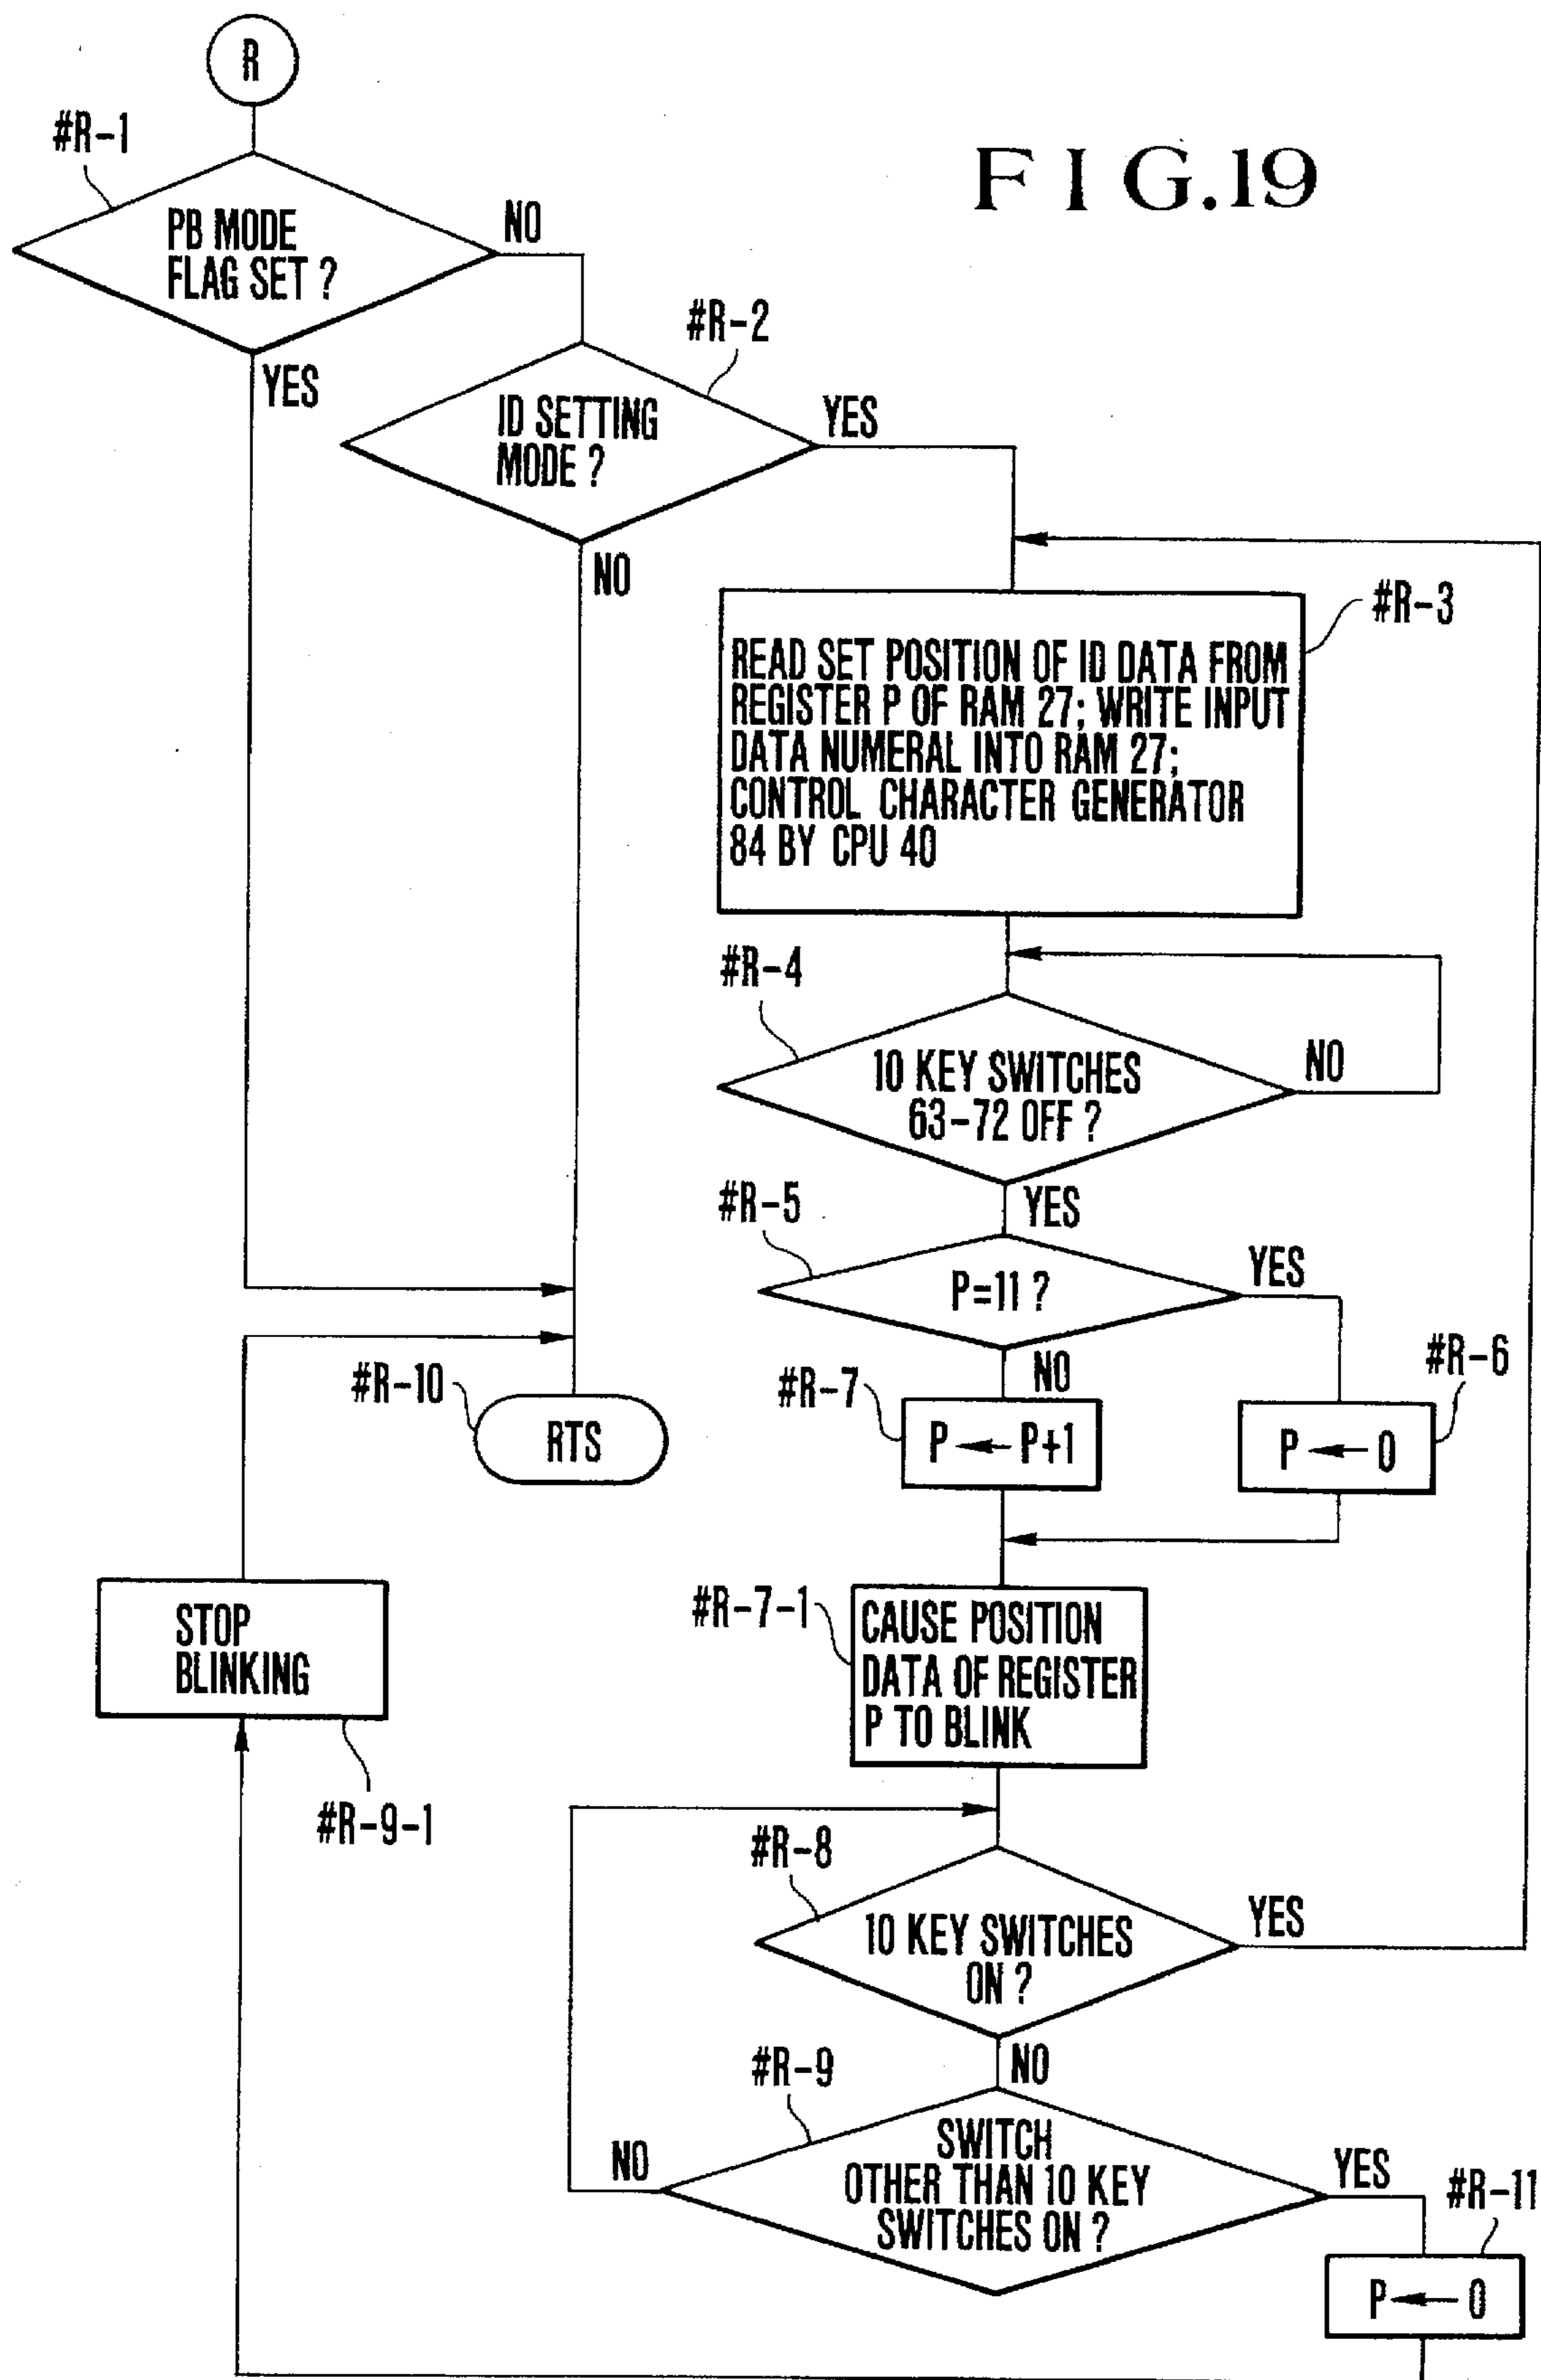 R
FIG.19
#R-1
PB MODE
FLAG SET ?
NO
YES
#R-2
ID SETTING
MODE ?
YES
NO
#R-3
READ SET POSITION OF ID DATA FROM
REGISTER P OF RAM 27; WRITE INPUT
DATA NUMERAL INTO RAM 27;
CONTROL CHARACTER GENERATOR
84 BY CPU 40
#R-4
10 KEY SWITCHES
63-72 OFF ?
NO
YES
#R-5
P=11 ?
YES
NO
#R-6
P ← 0
#R-7
P ← P+1
#R-10
RTS
#R-7-1
CAUSE POSITION
DATA OF REGISTER
P TO BLINK
STOP
BLINKING
#R-9-1
#R-8
10 KEY SWITCHES
ON ?
YES
NO
#R-9
SWITCH
OTHER THAN 10 KEY
SWITCHES ON ?
NO
YES
#R-11
P ← 0